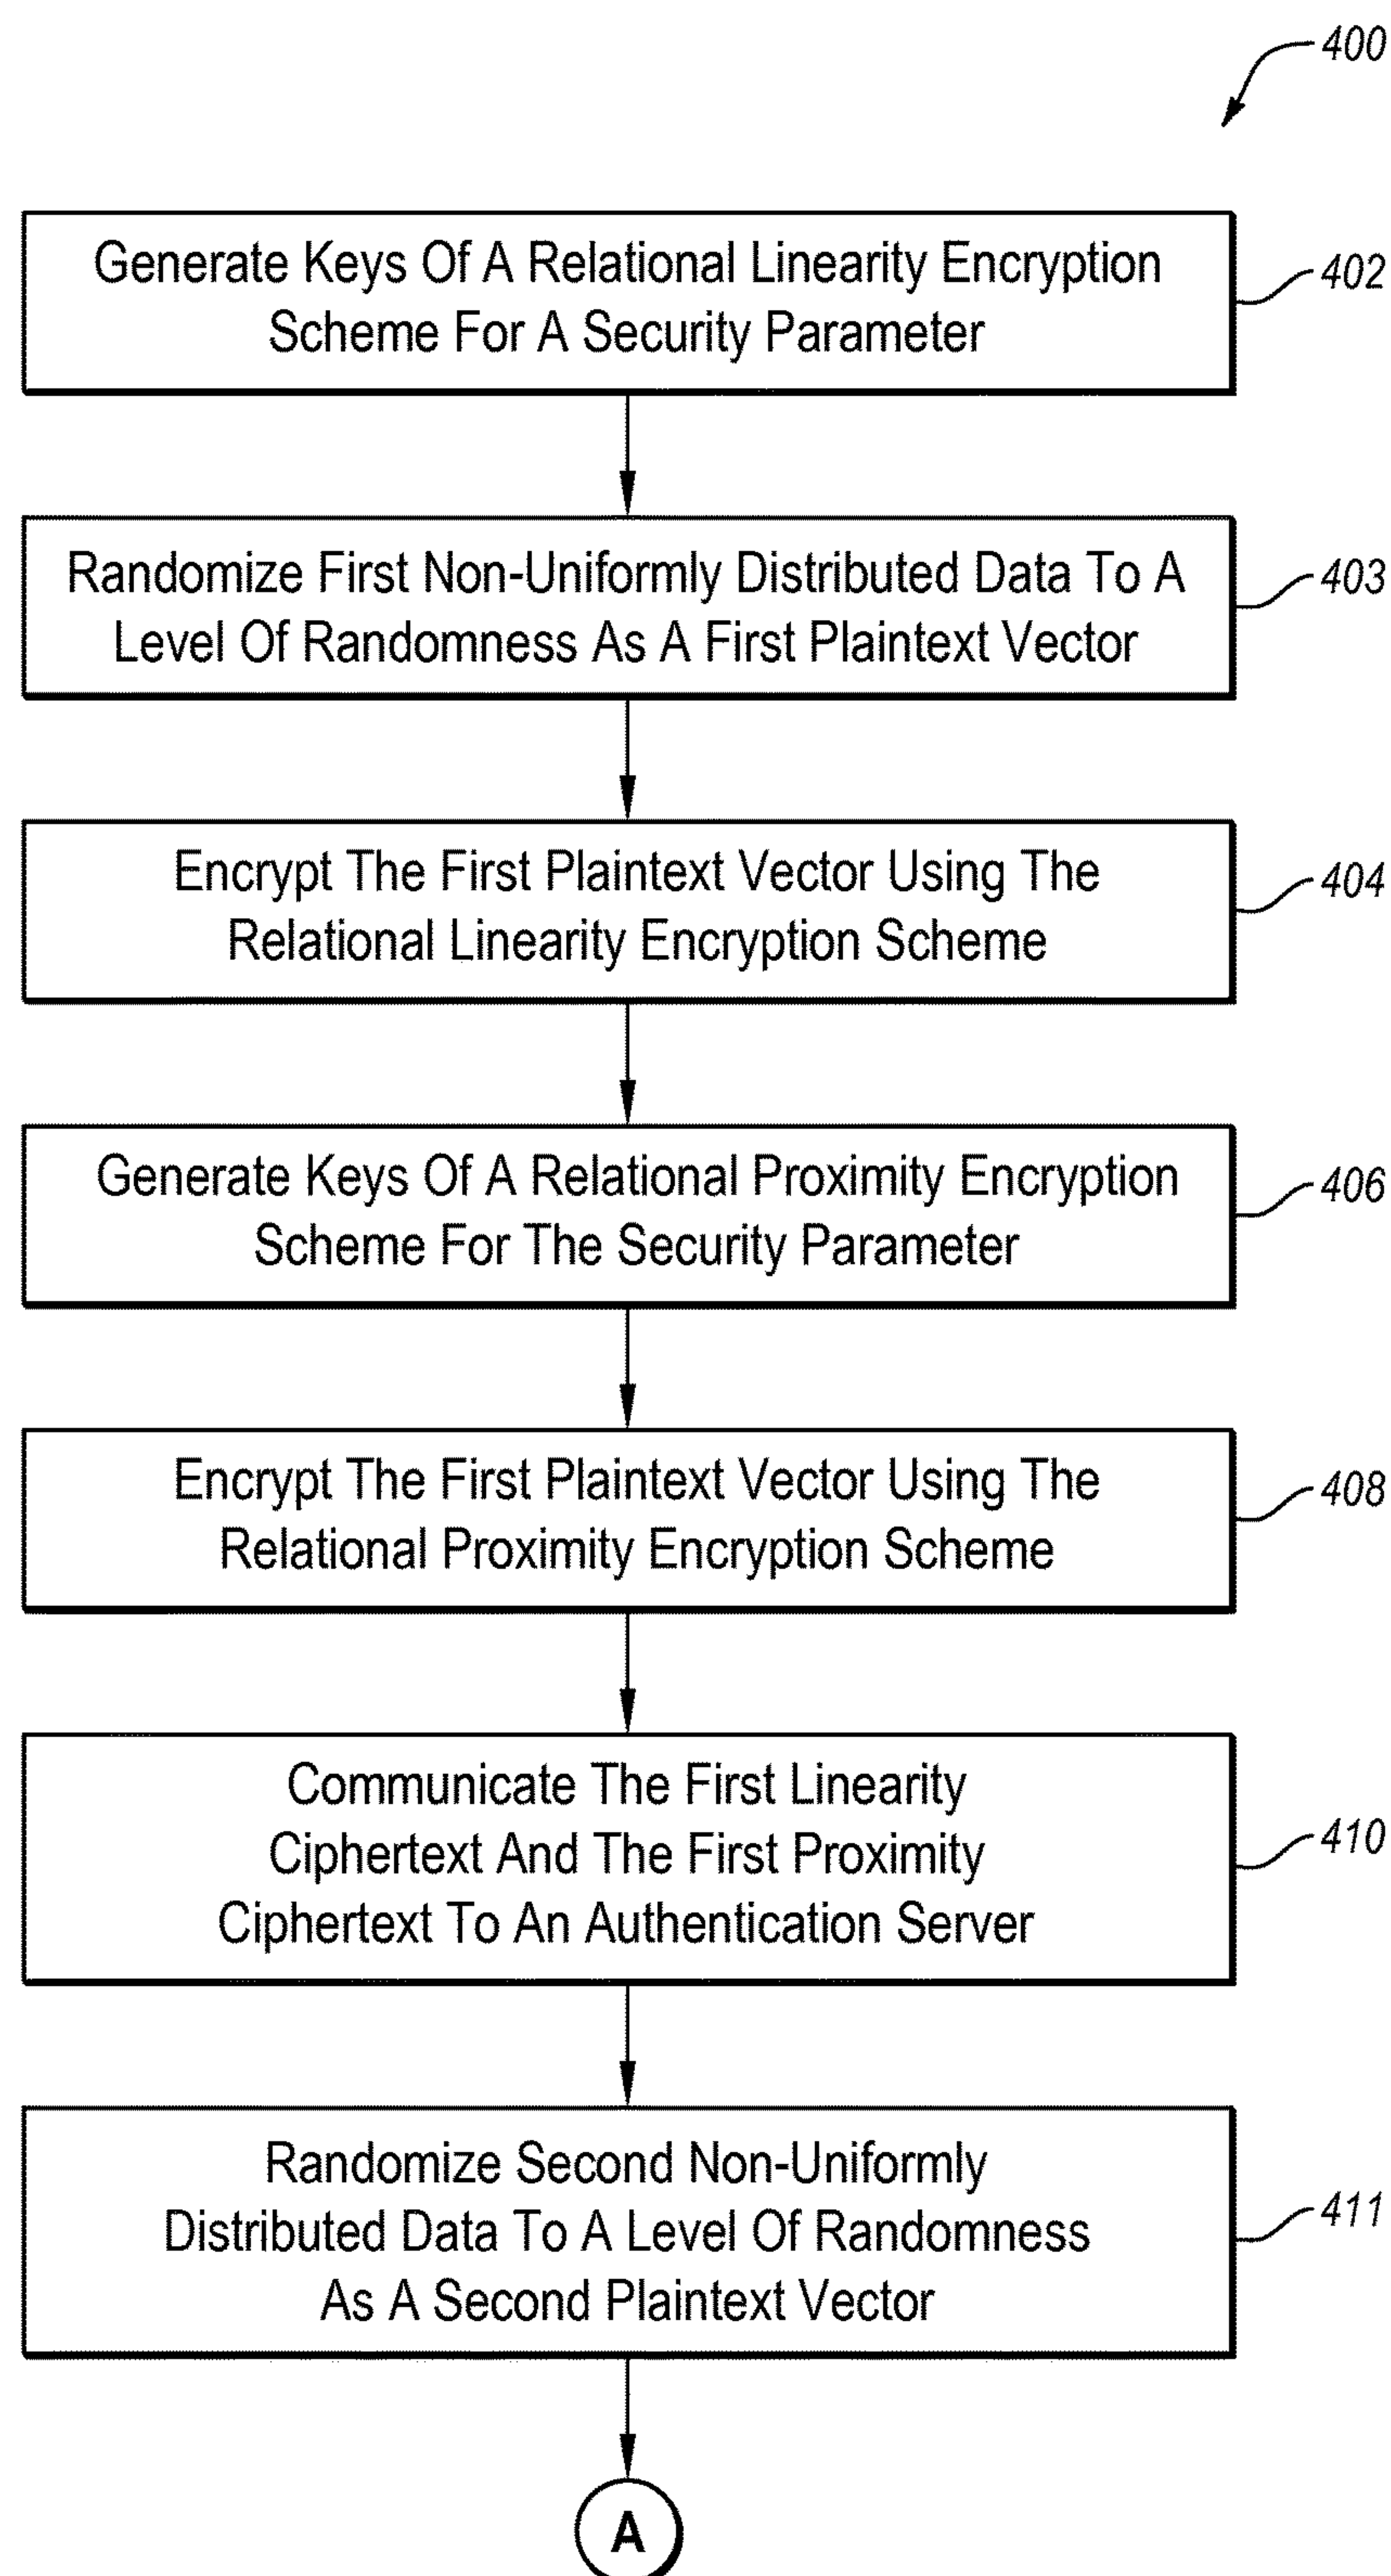 400
Generate Keys Of A Relational Linearity Encryption
Scheme For A Security Parameter
402
Randomize First Non-Uniformly Distributed Data To A
Level Of Randomness As A First Plaintext Vector
403
Encrypt The First Plaintext Vector Using The
Relational Linearity Encryption Scheme
404
Generate Keys Of A Relational Proximity Encryption
Scheme For The Security Parameter
406
Encrypt The First Plaintext Vector Using The
Relational Proximity Encryption Scheme
408
Communicate The First Linearity
Ciphertext And The First Proximity
Ciphertext To An Authentication Server
410
Randomize Second Non-Uniformly
Distributed Data To A Level Of Randomness
As A Second Plaintext Vector
411
A